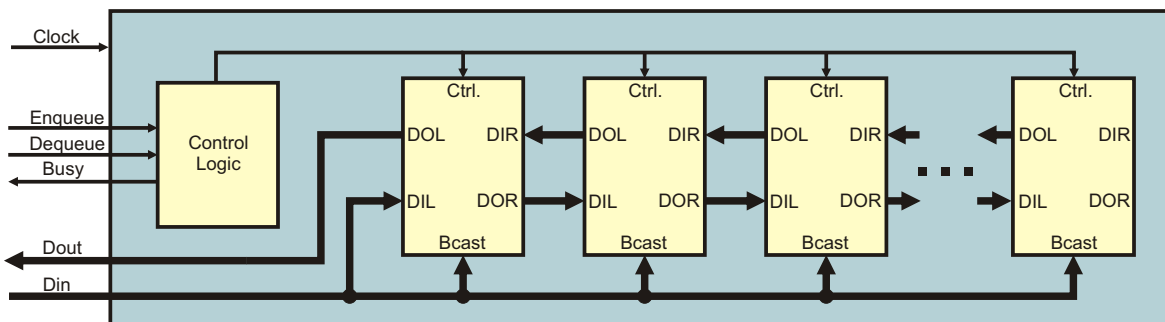 Clock
Enqueue
Dequeue
Busy
Dout
Din
Control
Logic
Ctrl.
DOL DIR
DIL DOR
Bcast
Ctrl.
DOL DIR
DIL DOR
Bcast
Ctrl.
DOL DIR
DIL DOR
Bcast
Ctrl.
DOL DIR
DIL DOR
Bcast